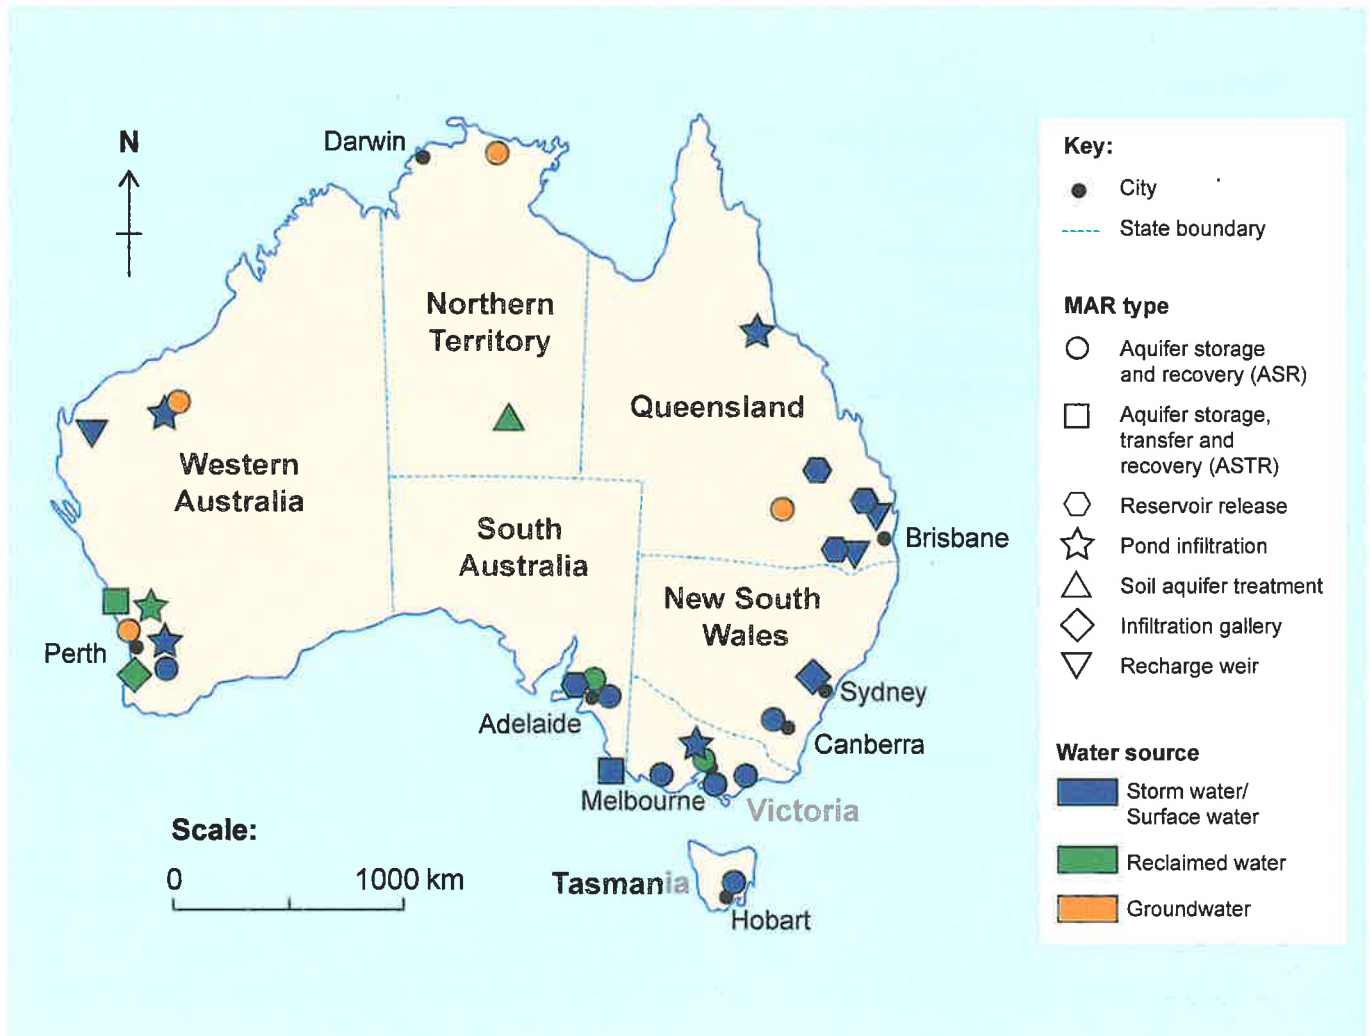 N
Darwin
Northern
Territory
Queensland
Western
Australia
South
Australia
Brisbane
New South
Wales
Perth
Sydney
Adelaide
Canberra
Melbourne
Victoria
Scale:
0 1000 km
Tasmania
Hobart
Key:
City
State boundary
MAR type
Aquifer storage
and recovery (ASR)
Aquifer storage,
transfer and
recovery (ASTR)
Reservoir release
Pond infiltration
Soil aquifer treatment
Infiltration gallery
Recharge weir
Water source
Storm water/
Surface water
Reclaimed water
Groundwater